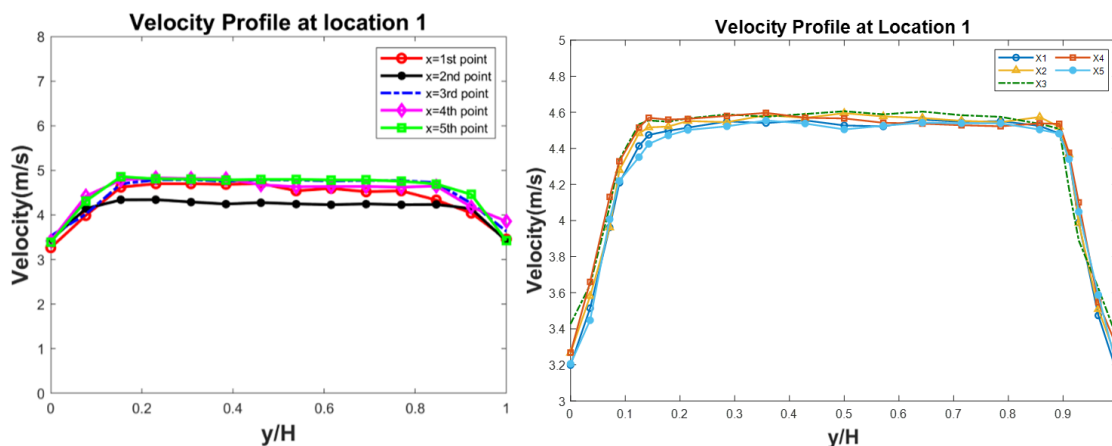 Velocity Profile at location 1
8
7
6
5
4
3
2
1
0
Velocity(m/s)
x=1st point
x=2nd point
x=3rd point
x=4th point
x=5th point
0
0.2
0.4
0.6
0.8
1
y/H
Velocity Profile at Location 1
5
4.8
4.6
4.4
4.2
4
3.8
3.6
3.4
3.2
3
Velocity(m/s)
X1
X4
X2
X5
X3
0
0.1
0.2
0.3
0.4
0.5
0.6
0.7
0.8
0.9
y/H